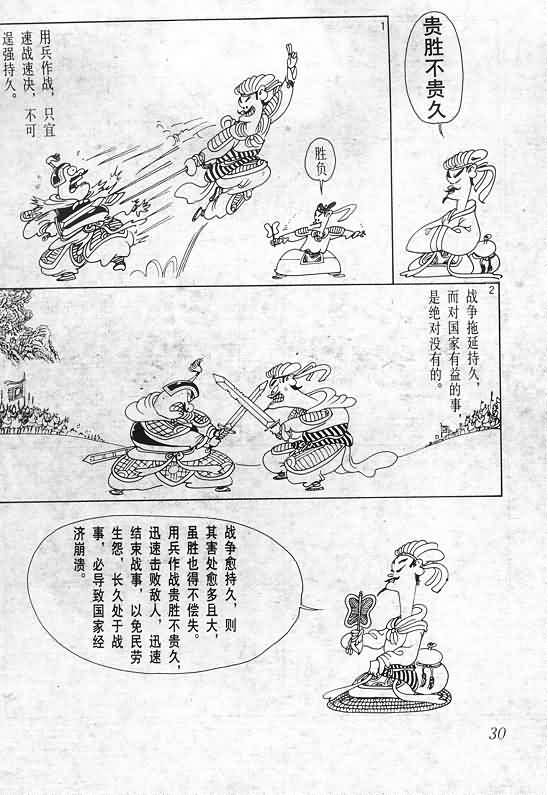 贵胜不贵久
1
用兵作战，只宜
速战速决，不可
逞强持久。
胜负
2
战争拖延持久，
而对国家有益的事，
是绝对没有的。
战争愈持久，则
其害处愈多且大，
虽胜也得不偿失。
用兵作战贵胜不贵久，
迅速击败敌人，迅速
结束战事，以免民劳
生怨，长久处于战
事，必导致国家经
济崩溃。
30